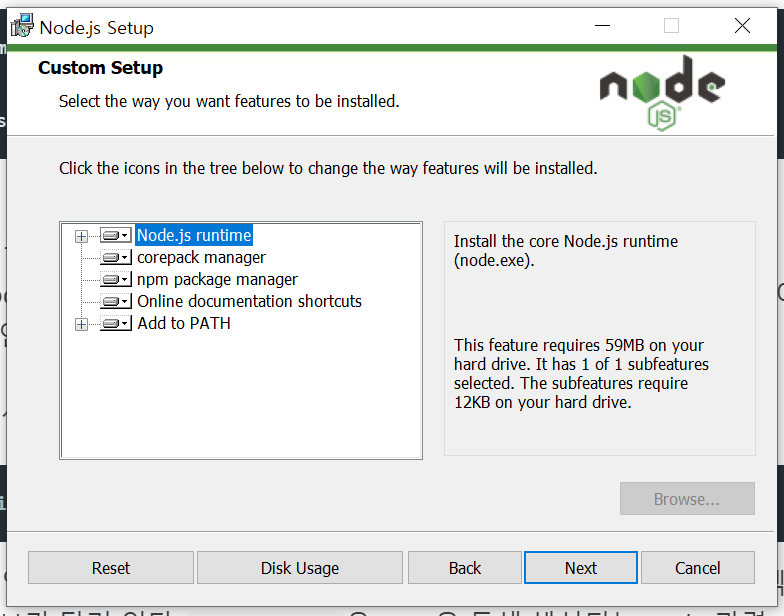 Node.js Setup
Custom Setup
Select the way you want features to be installed.
node
JS
Click the icons in the tree below to change the way features will be installed.
Node.js runtime
corepack manager
npm package manager
Online documentation shortcuts
Add to PATH
Install the core Node.js runtime
(node.exe).
This feature requires 59MB on your
hard drive. It has 1 of 1 subfeatures
selected. The subfeatures require
12KB on your hard drive.
Browse...
Reset
Disk Usage
Back
Next
Cancel